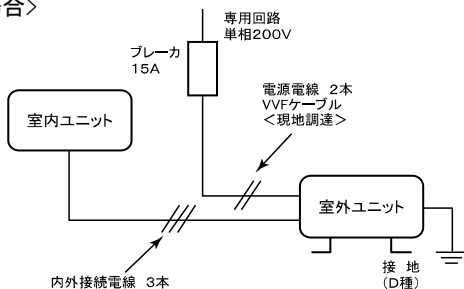 合＞
専用回路
単相200V
ブレーカ
15A
電源電線 2本
VVFケーブル
＜現地調達＞
室内ユニット
室外ユニット
内外接続電線 3本
接 地
（D種）